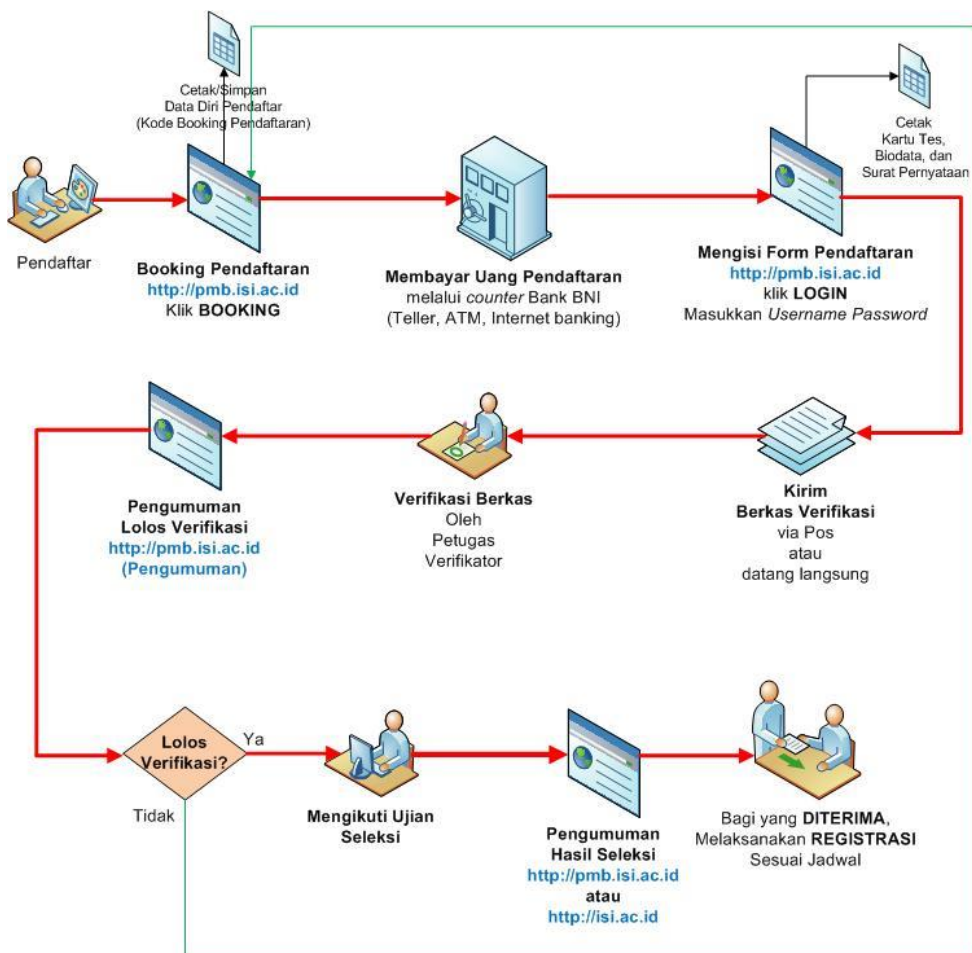 Cetak/Simpan
Data Diri Pendaftar
(Kode Booking Pendaftaran)
Cetak
Kartu Tes,
Biodata, dan
Surat Pernyataan
Pendaftar
Booking Pendaftaran
http://pmb.isi.ac.id
Klik BOOKING
Membayar Uang Pendaftaran
melalui counter Bank BNI
(Teller, ATM, Internet banking)
Mengisi Form Pendaftaran
http://pmb.isi.ac.id
klik LOGIN
Masukkan Username Password
Kirim
Berkas Verifikasi
via Pos
atau
datang langsung
Verifikasi Berkas
Oleh
Petugas
Verifikator
Pengumuman
Lolos Verifikasi
http://pmb.isi.ac.id
(Pengumuman)
Lolos
Verifikasi?
Ya
Tidak
Mengikuti Ujian
Seleksi
Pengumuman
Hasil Seleksi
http://pmb.isi.ac.id
atau
http://isi.ac.id
Bagi yang DITERIMA,
Melaksanakan REGISTRASI
Sesuai Jadwal